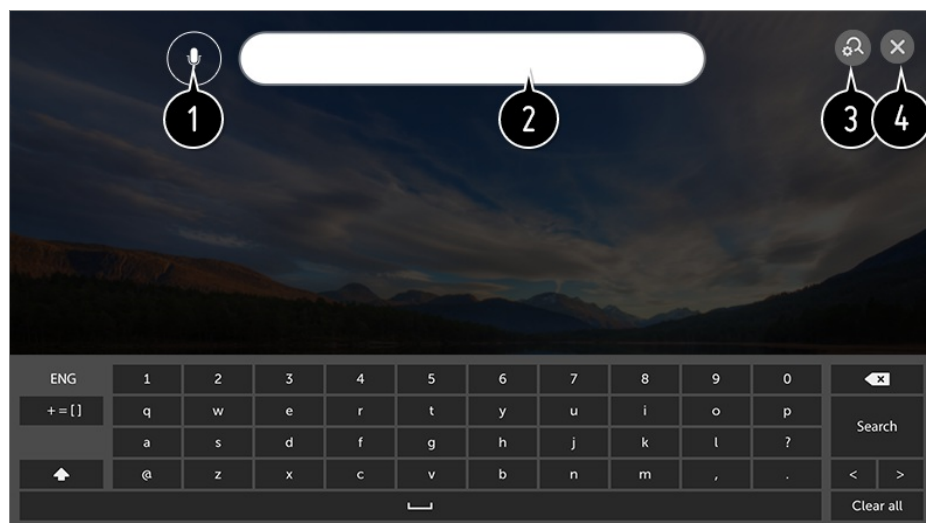 1 2 3 4
ENG 1 2 3 4 5 6 7 8 9 0
+ = [ ] q w e r t y u i o p
Search
a s d f g h j k l ?
@ z x c v b n m , . < >
Clear all